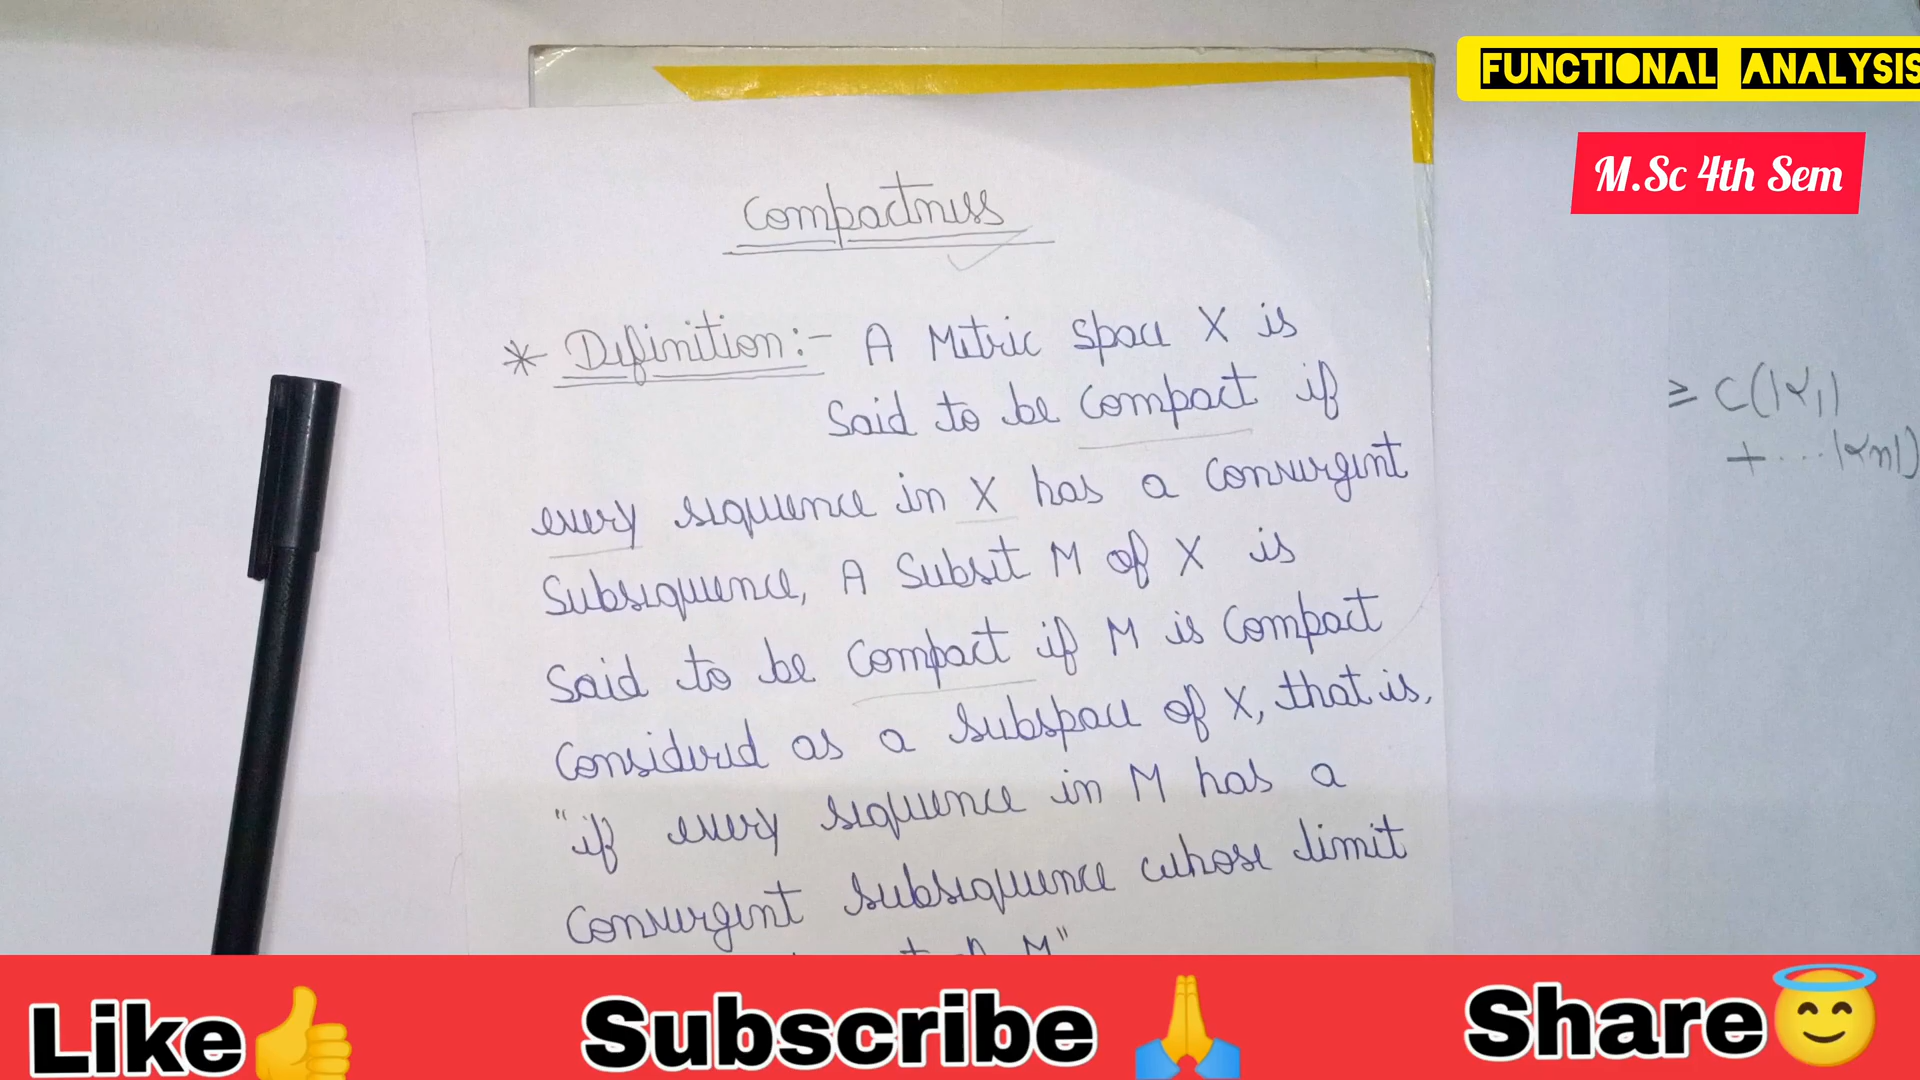 FUNCTIONAL ANALYSIS
M.Sc 4th Sem
Compactness
* Definition:- A Metric space X is
Said to be Compact if
every sequence in X has a Convergent
Subsequence, A Subset M of X is
Said to be Compact if M is Compact
Considered as a Subspace of X, that is,
"if every sequence in M has a
Convergent subsequence whose limit
M"
≥ C(|α1|
+....|αn|)
Like Subscribe Share